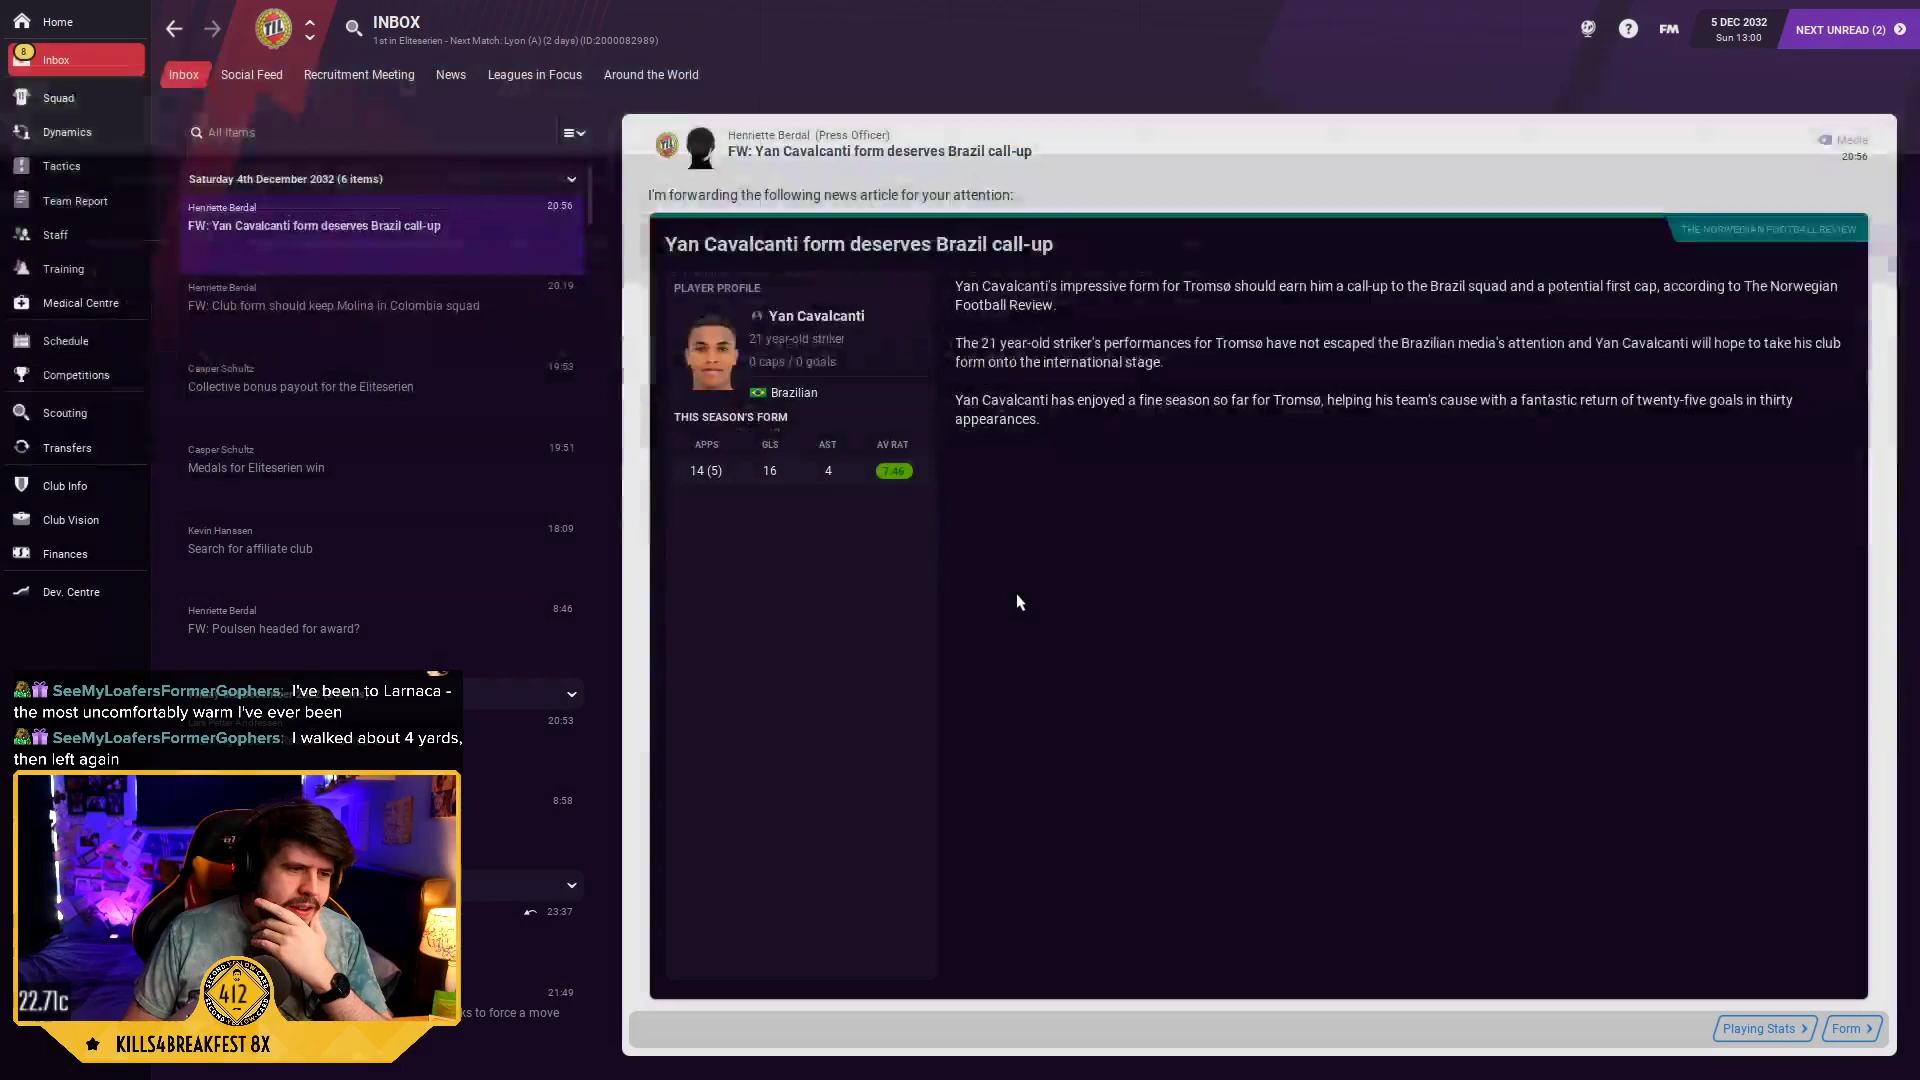 Home
INBOX
1st in Eliteserien - Next Match: Lyon (A) (2 days) (ID:2000082989)
FM
5 DEC 2032
Sun 13:00
NEXT UNREAD (2)
8
Inbox
Inbox
Social Feed
Recruitment Meeting
News
Leagues in Focus
Around the World
Squad
Dynamics
Tactics
Team Report
Staff
Training
Medical Centre
Schedule
Competitions
Scouting
Transfers
Club Info
Club Vision
Finances
Dev. Centre
All Items
Saturday 4th December 2032 (6 items)
Henriette Berdal
20:56
FW: Yan Cavalcanti form deserves Brazil call-up
Henriette Berdal
20:19
FW: Club form should keep Molina in Colombia squad
Casper Schultz
19:53
Collective bonus payout for the Eliteserien
Casper Schultz
19:51
Medals for Eliteserien win
Kevin Hanssen
18:09
Search for affiliate club
Henriette Berdal
8:46
FW: Poulsen headed for award?
20:53
8:58
23:37
21:49
ks to force a move
Henriette Berdal (Press Officer)
FW: Yan Cavalcanti form deserves Brazil call-up
Media
20:56
I'm forwarding the following news article for your attention:
THE NORWEGIAN FOOTBALL REVIEW
Yan Cavalcanti form deserves Brazil call-up
PLAYER PROFILE
Yan Cavalcanti
21 year-old striker
0 caps / 0 goals
Brazilian
THIS SEASON'S FORM
APPS GLS AST AV RAT
14 (5) 16 4 7.46
Yan Cavalcanti's impressive form for Tromsø should earn him a call-up to the Brazil squad and a potential first cap, according to The Norwegian
Football Review.
The 21 year-old striker's performances for Tromsø have not escaped the Brazilian media's attention and Yan Cavalcanti will hope to take his club
form onto the international stage.
Yan Cavalcanti has enjoyed a fine season so far for Tromsø, helping his team's cause with a fantastic return of twenty-five goals in thirty
appearances.
Playing Stats
Form
SeeMyLoafersFormerGophers: I've been to Larnaca -
the most uncomfortably warm I've ever been
SeeMyLoafersFormerGophers: I walked about 4 yards,
then left again
22.71c
412
KILLS4BREAKFEST 8X